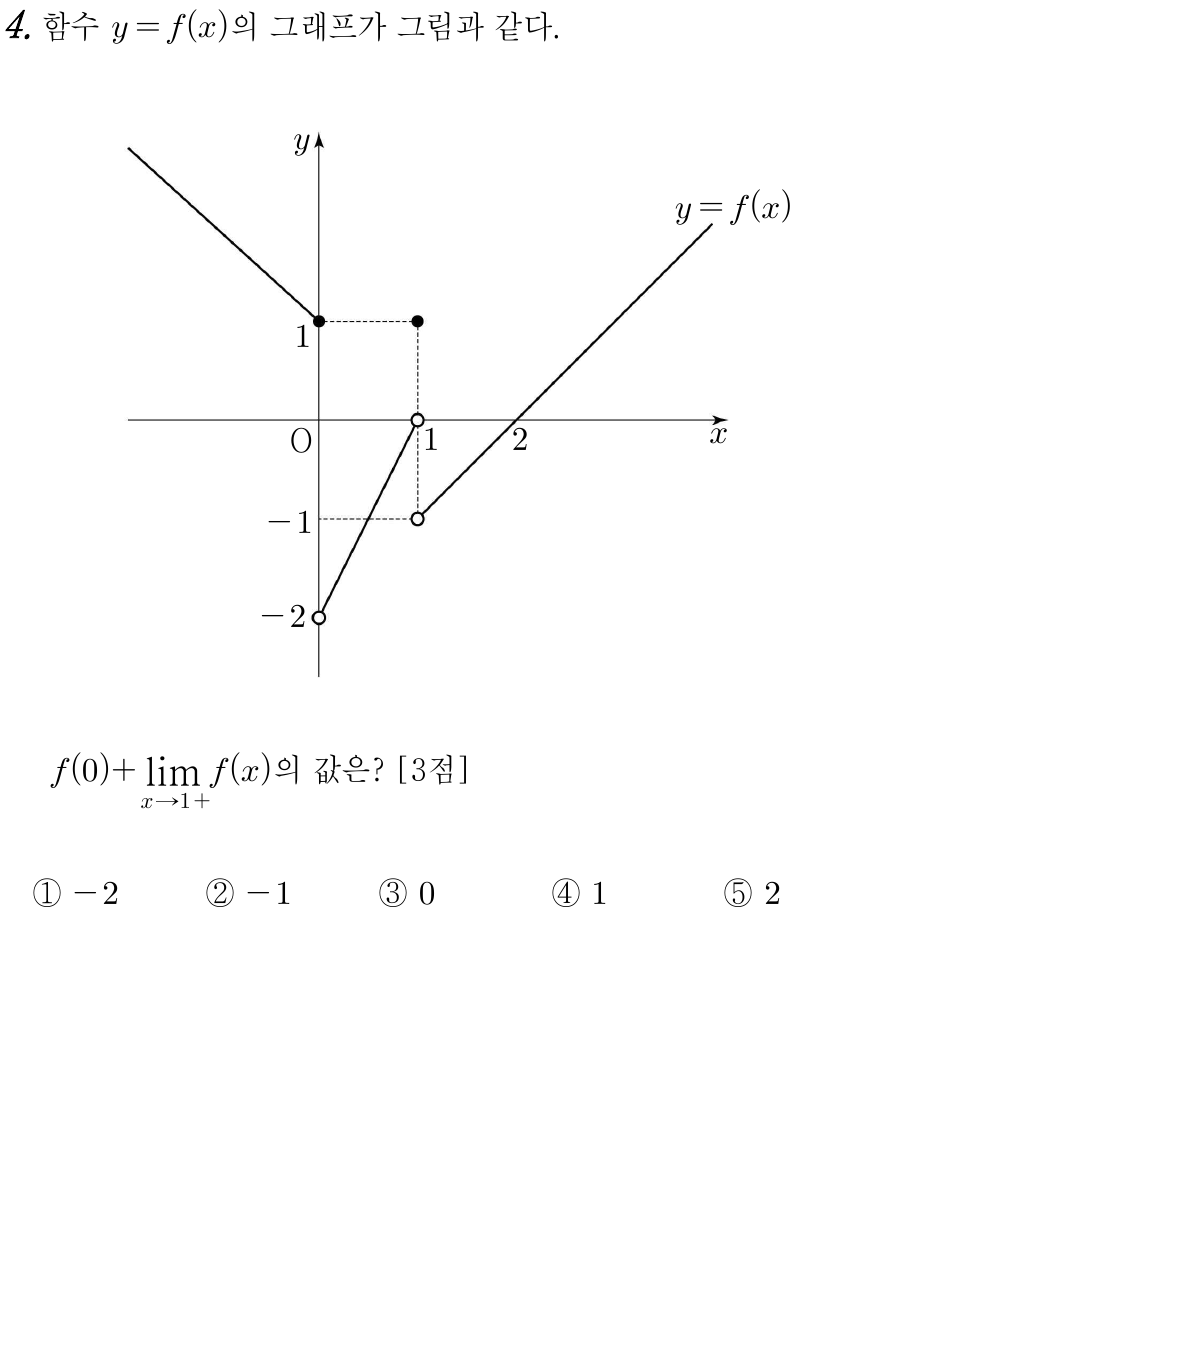 4. 함수 y=f(x)의 그래프가 그림과 같다.
y
y=f(x)
1
O
1
2
x
-1
-2
f(0)+ lim f(x)의 값은? [3점]
x→1+
① -2 ② -1 ③ 0 ④ 1 ⑤ 2